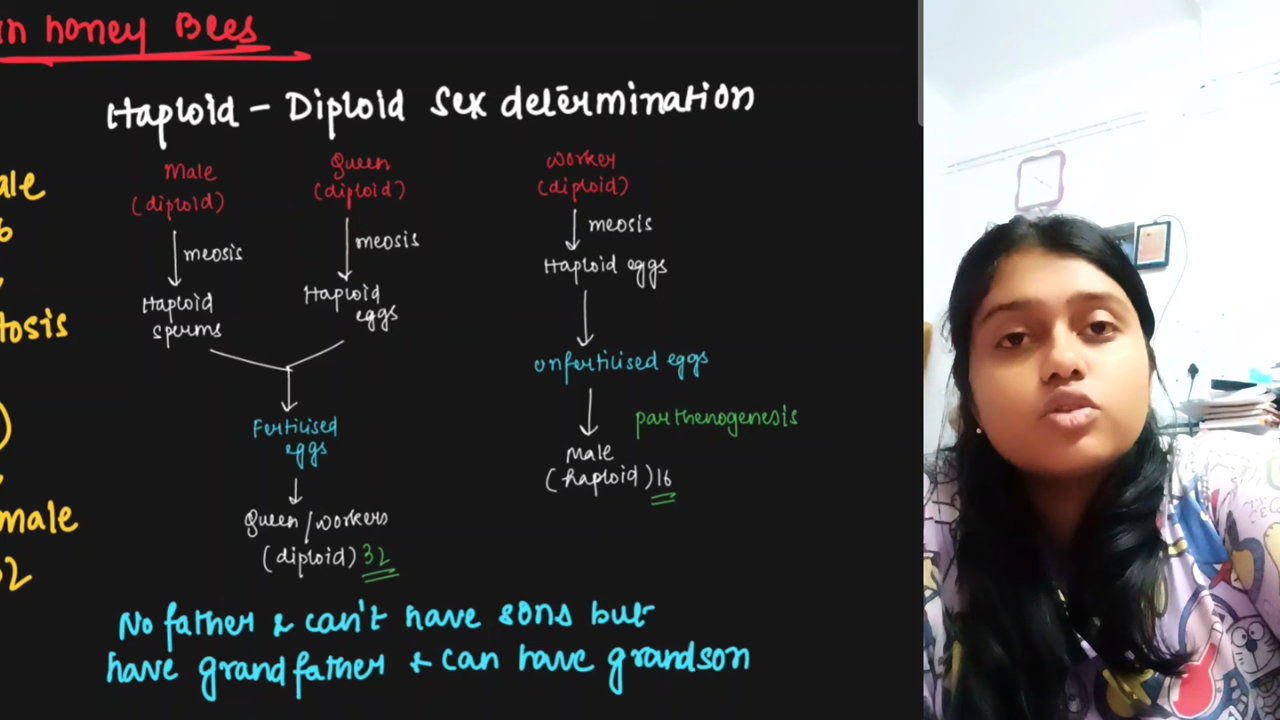 in honey Bees
Haploid - Diploid Sex determination
Male
(diploid)
Queen
(diploid)
worker
(diploid)
meosis
meosis
meosis
Haploid
sperms
Haploid
eggs
Haploid eggs
Fertilised
eggs
unfertilised eggs
parthenogenesis
Queen/workers
(diploid) 32
Male
(haploid) 16
ale
6
tosis
)
male
2
No father & can't have sons but
have grandfather + can have grandson